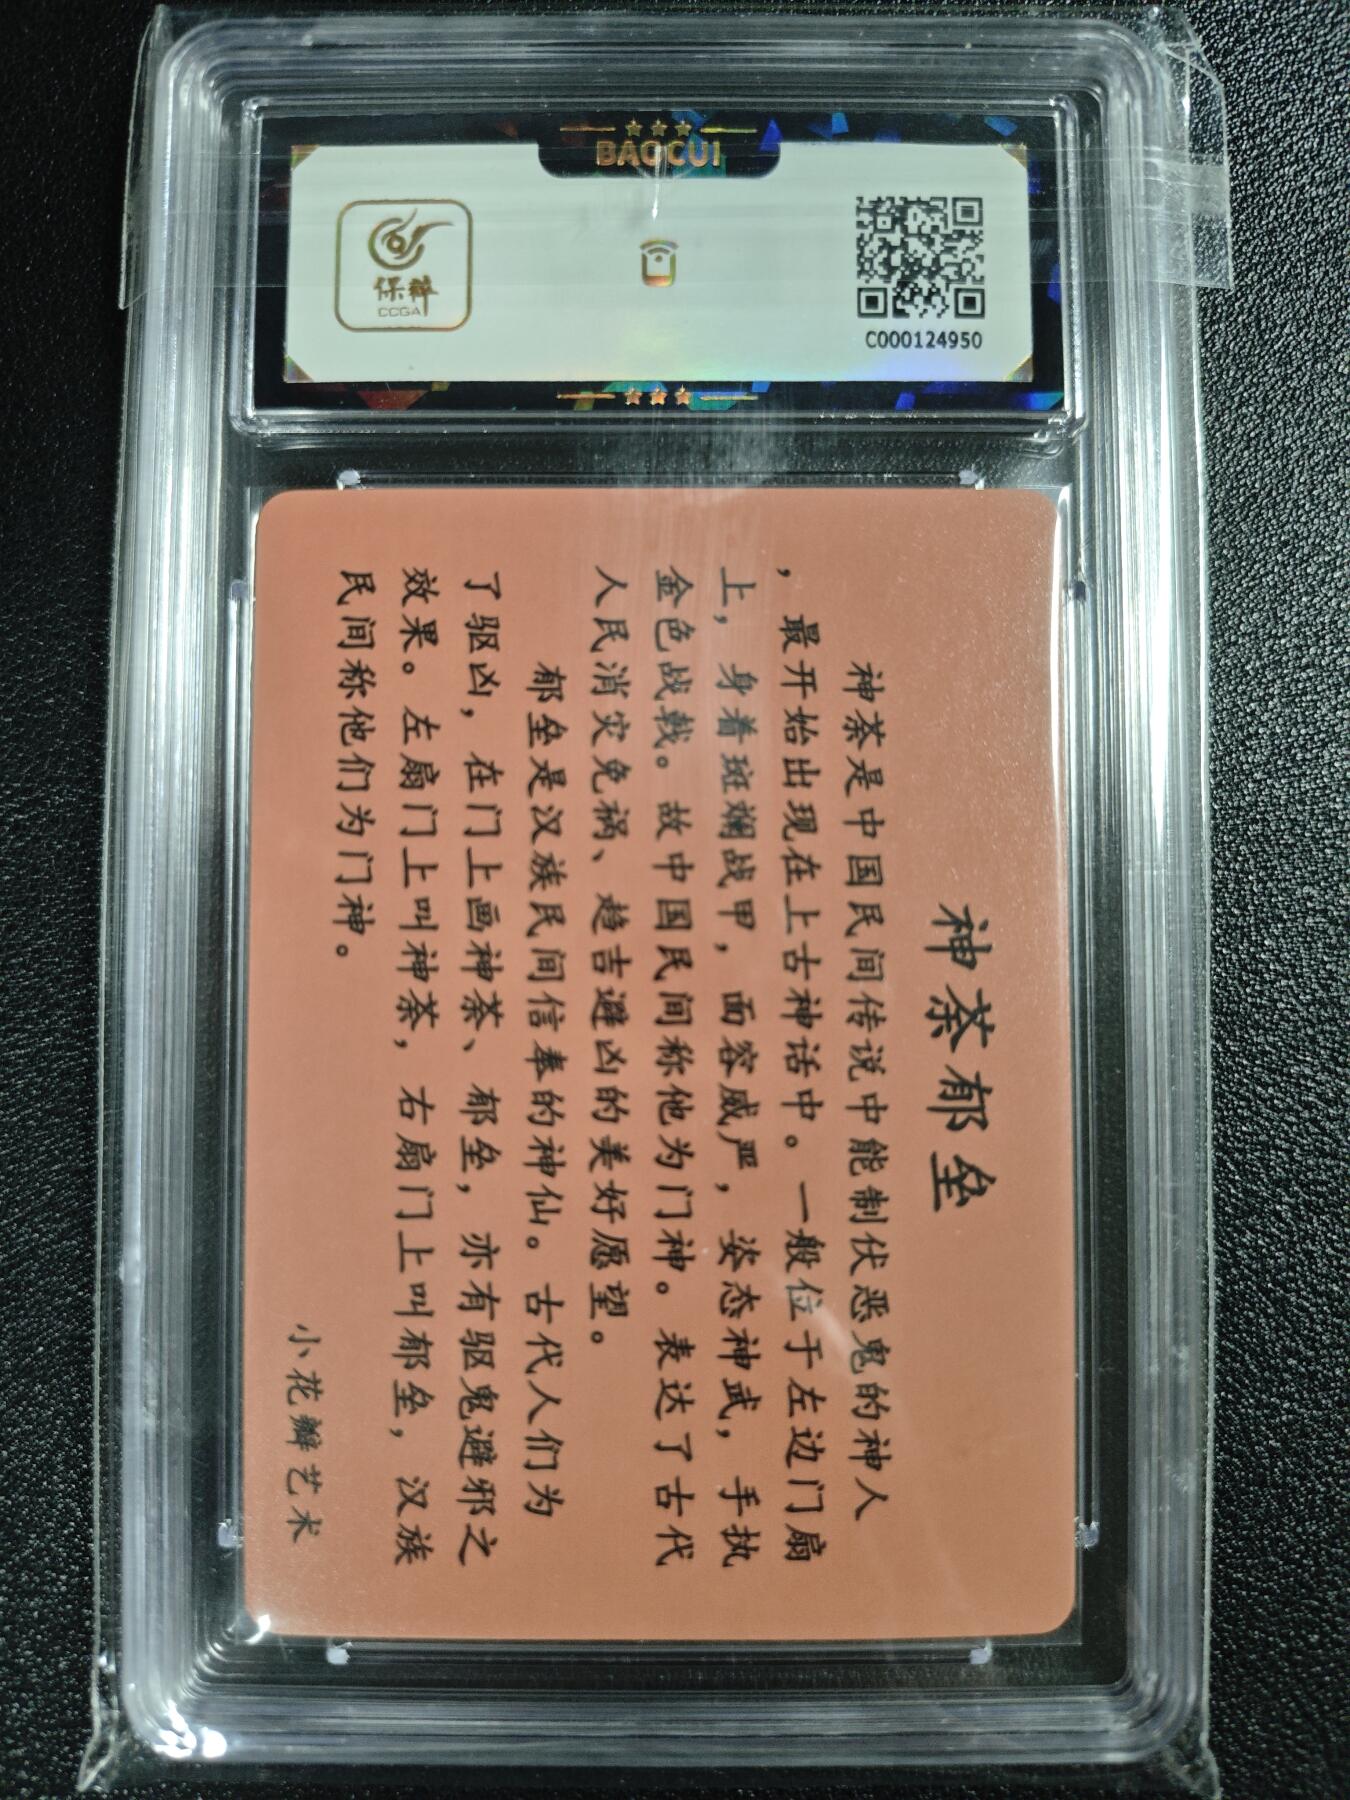 BAOCUI
保粹
CCGA
C000124950
神荼郁垒
神荼是中国民间传说中能制伏恶鬼的神人
，最开始出现在上古神话中。一般位于左边门扇
上，身着斑斓战甲，面容威严，姿态神武，手执
金色战戟。故中国民间称他为门神。表达了古代
人民消灾免祸、趋吉避凶的美好愿望。
郁垒是汉族民间信奉的神仙。古代人们为
了驱凶，在门上画神荼、郁垒，亦有驱鬼避邪之
效果。左扇门上叫神荼，右扇门上叫郁垒，汉族
民间称他们为门神。
小花瓣艺术